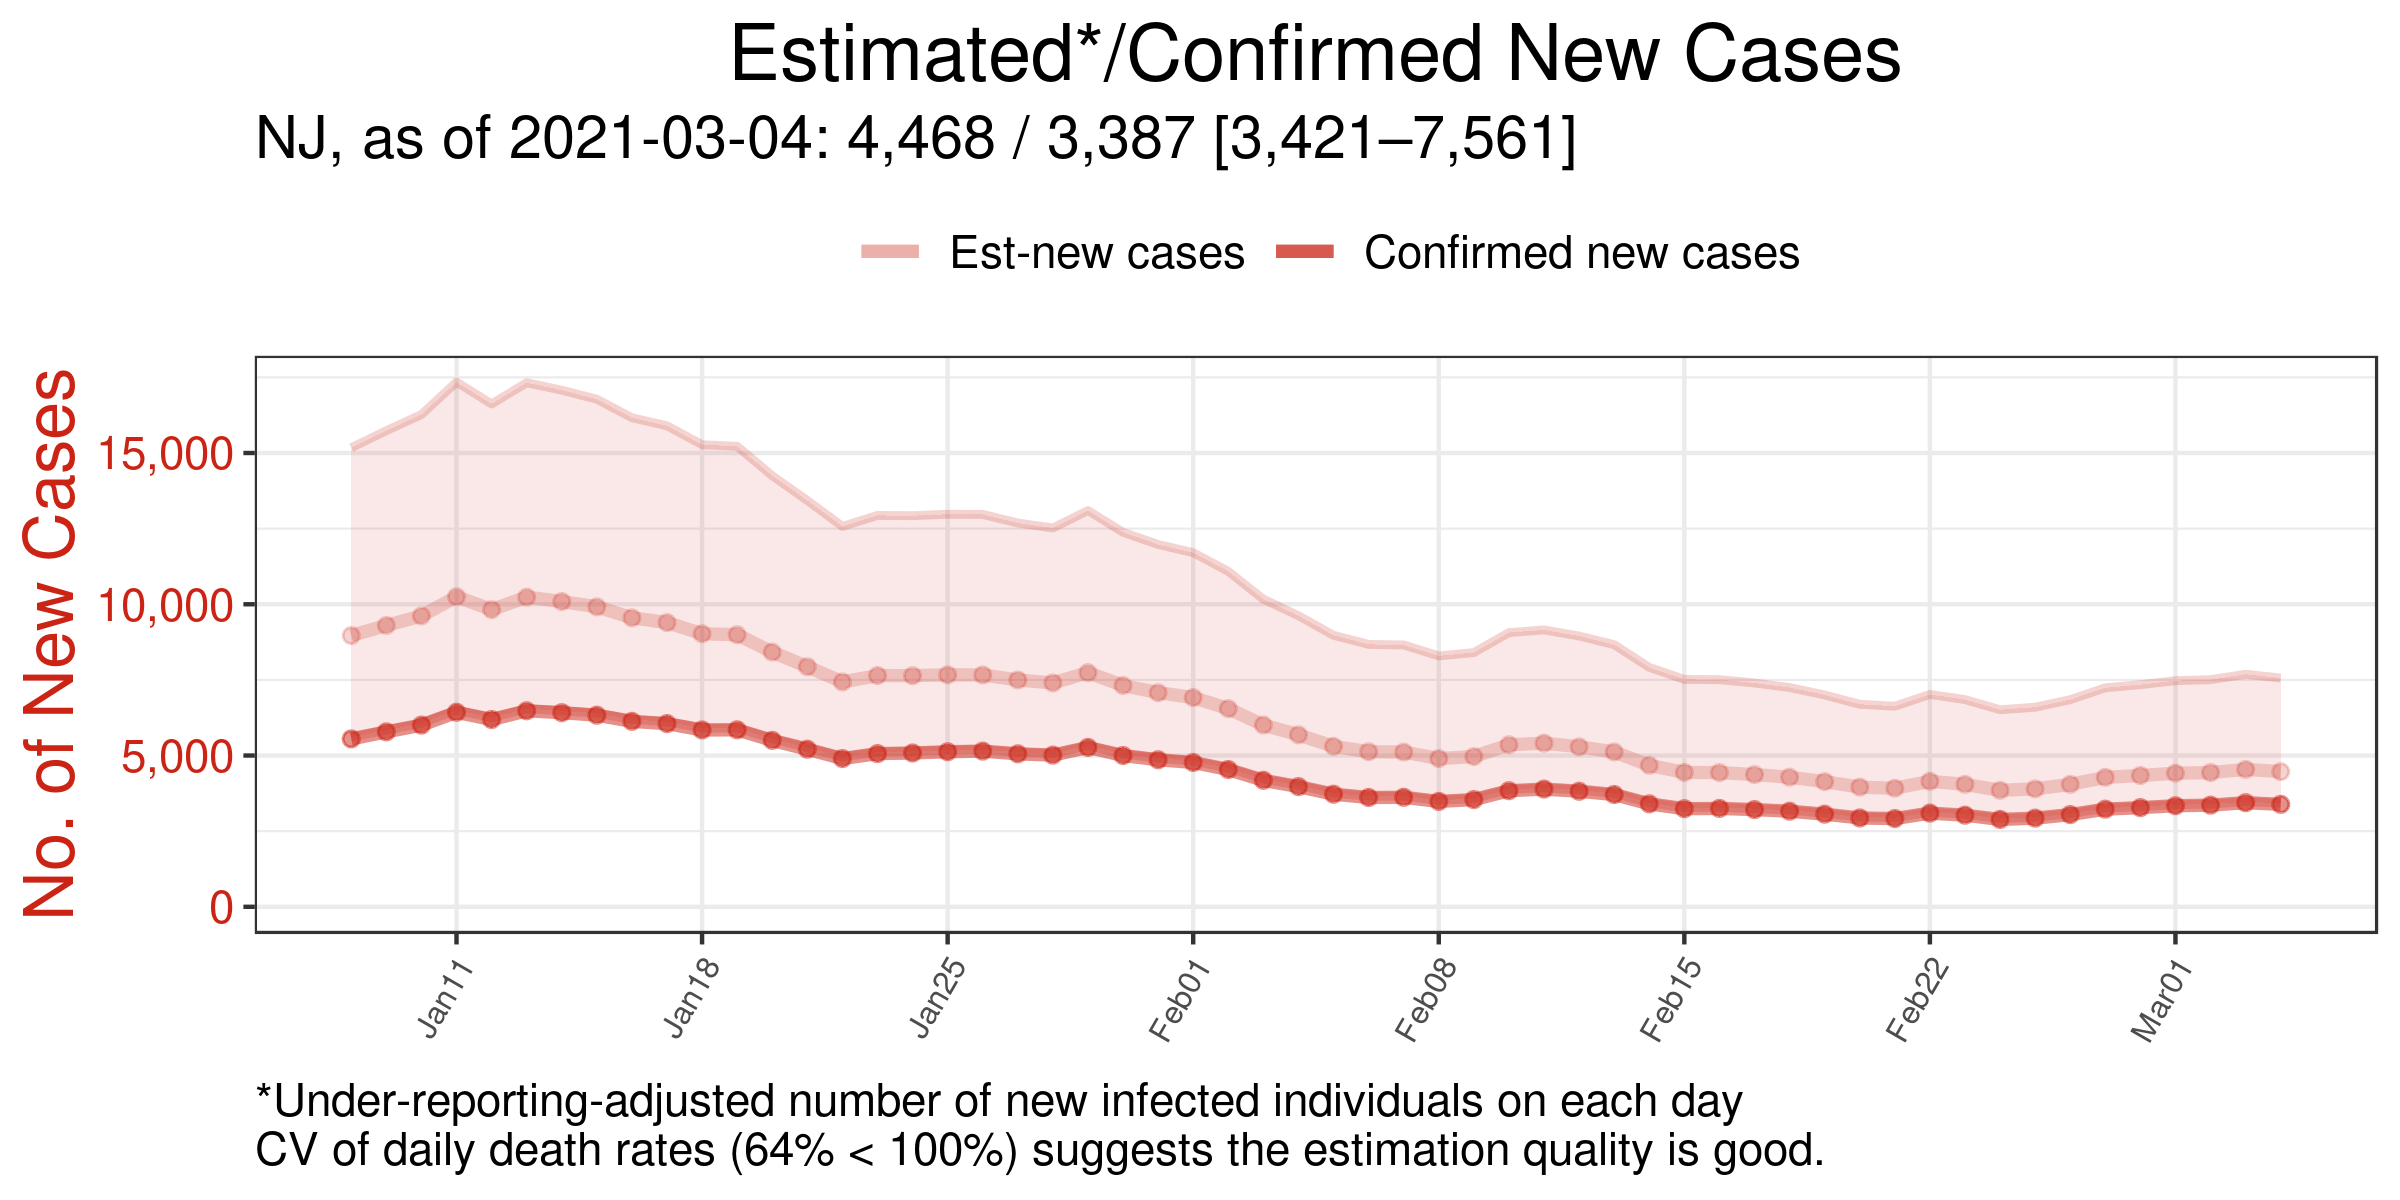 Estimated*/Confirmed New Cases
NJ, as of 2021-03-04: 4,468 / 3,387 [3,421–7,561]
Est-new cases
Confirmed new cases
No. of New Cases
15,000
10,000
5,000
0
Jan11
Jan18
Jan25
Feb01
Feb08
Feb15
Feb22
Mar01
*Under-reporting-adjusted number of new infected individuals on each day
CV of daily death rates (64% < 100%) suggests the estimation quality is good.